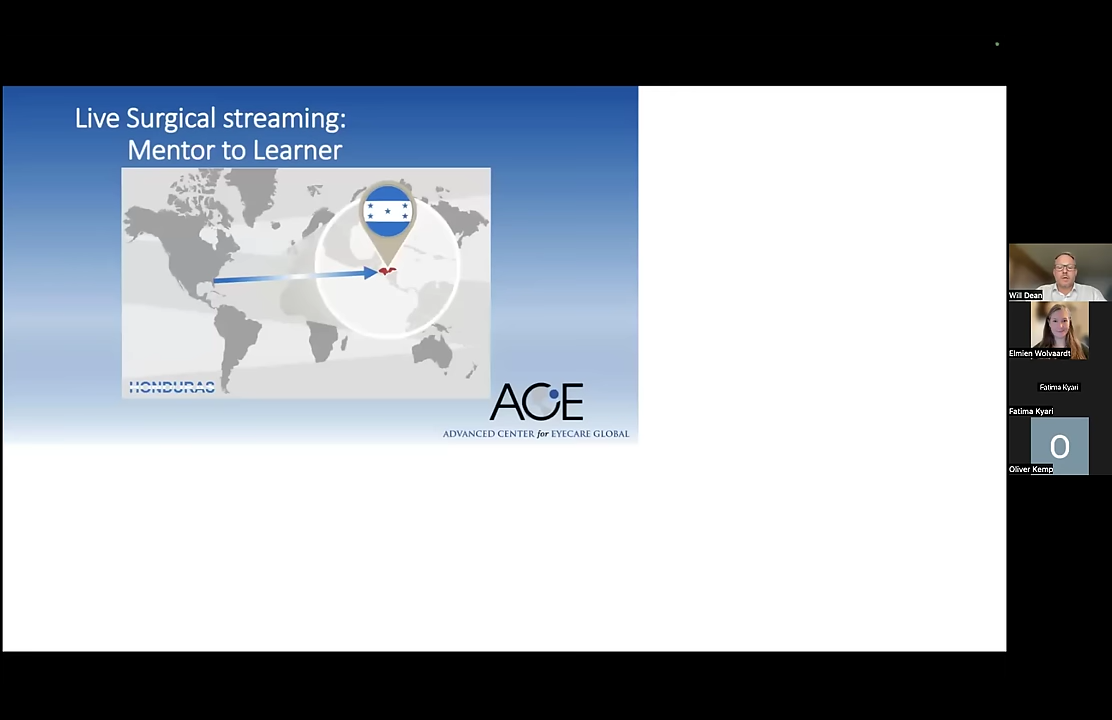 Live Surgical streaming:
Mentor to Learner
HONDURAS
ACE
ADVANCED CENTER for EYECARE GLOBAL
Will Dean
Elmien Wolvaardt
Fatima Kyari
Fatima Kyari
O
Oliver Kemp